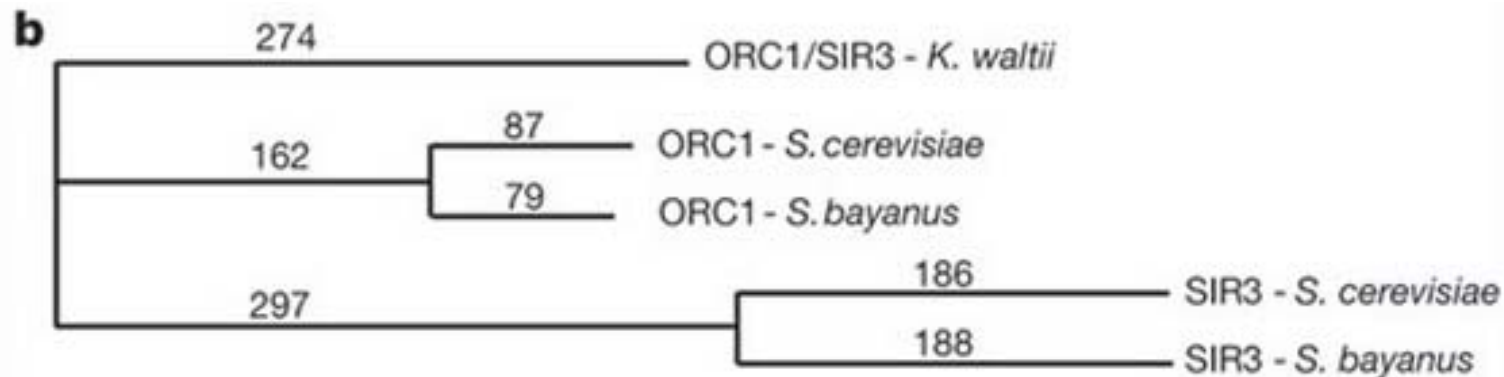 b
274
ORC1/SIR3 - K. waltii
87
ORC1 - S. cerevisiae
162
79
ORC1 - S. bayanus
186
SIR3 - S. cerevisiae
297
188
SIR3 - S. bayanus